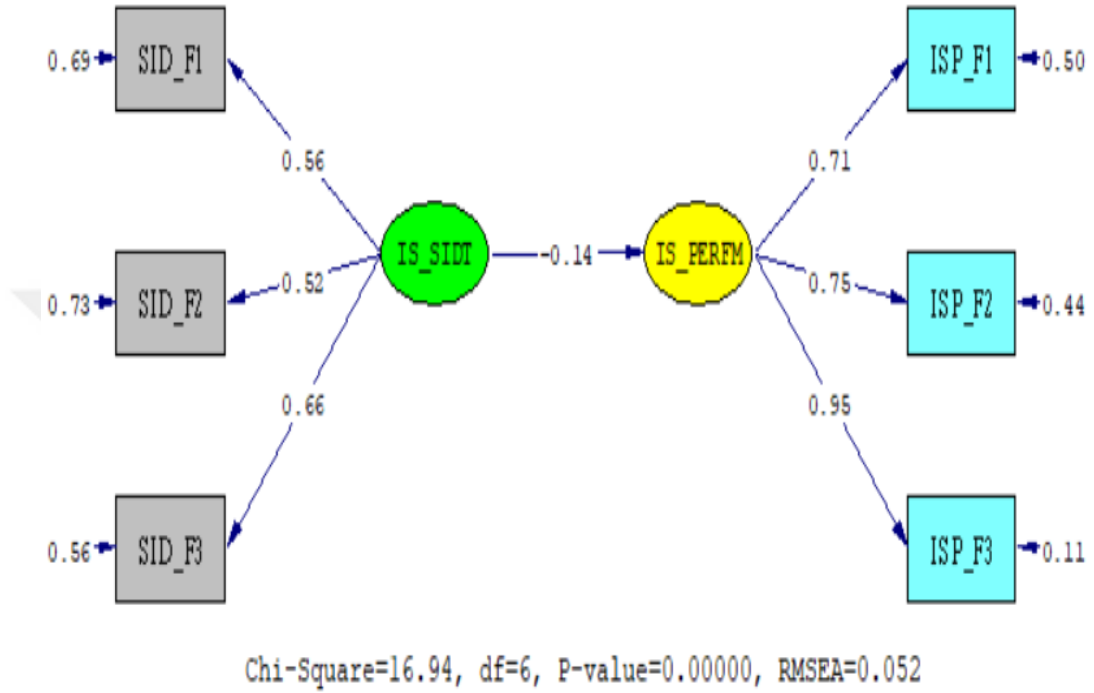 0.69 SID_F1 ISP_F1 0.50
0.56 0.71
IS_SIDT -0.14 IS_PERFM
0.73 SID_F2 0.52 0.75 ISP_F2 0.44
0.66 0.95
0.56 SID_F3 ISP_F3 0.11
Chi-Square=16.94, df=6, P-value=0.00000, RMSEA=0.052